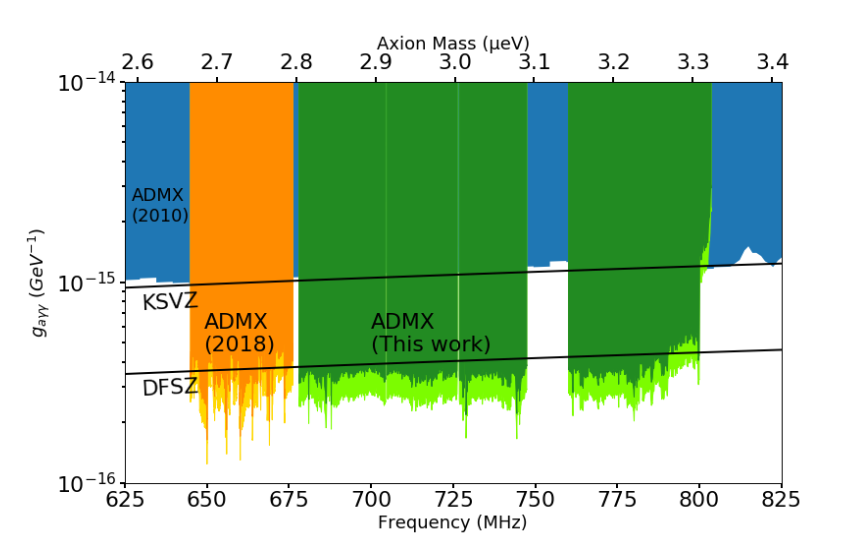 Axion Mass (μeV)
2.6 2.7 2.8 2.9 3.0 3.1 3.2 3.3 3.4
10⁻¹⁴
ADMX
(2010)
10⁻¹⁵
KSVZ
ADMX
(2018)
ADMX
(This work)
DFSZ
10⁻¹⁶
gₐᵧᵧ (GeV⁻¹)
625 650 675 700 725 750 775 800 825
Frequency (MHz)